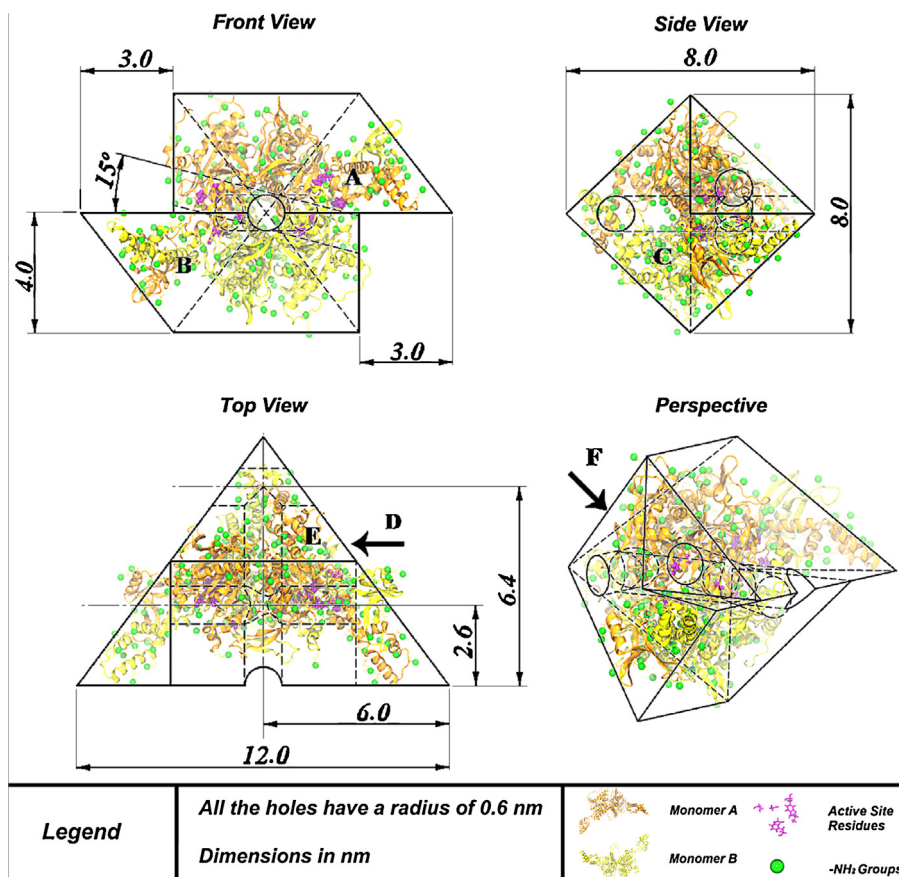 Front View
Side View
3.0
8.0
15º
A
B
4.0
3.0
C
8.0
Top View
Perspective
F
E
D
6.4
2.6
6.0
12.0
Legend
All the holes have a radius of 0.6 nm
Dimensions in nm
Monomer A
Monomer B
Active Site
Residues
-NH₂ Groups